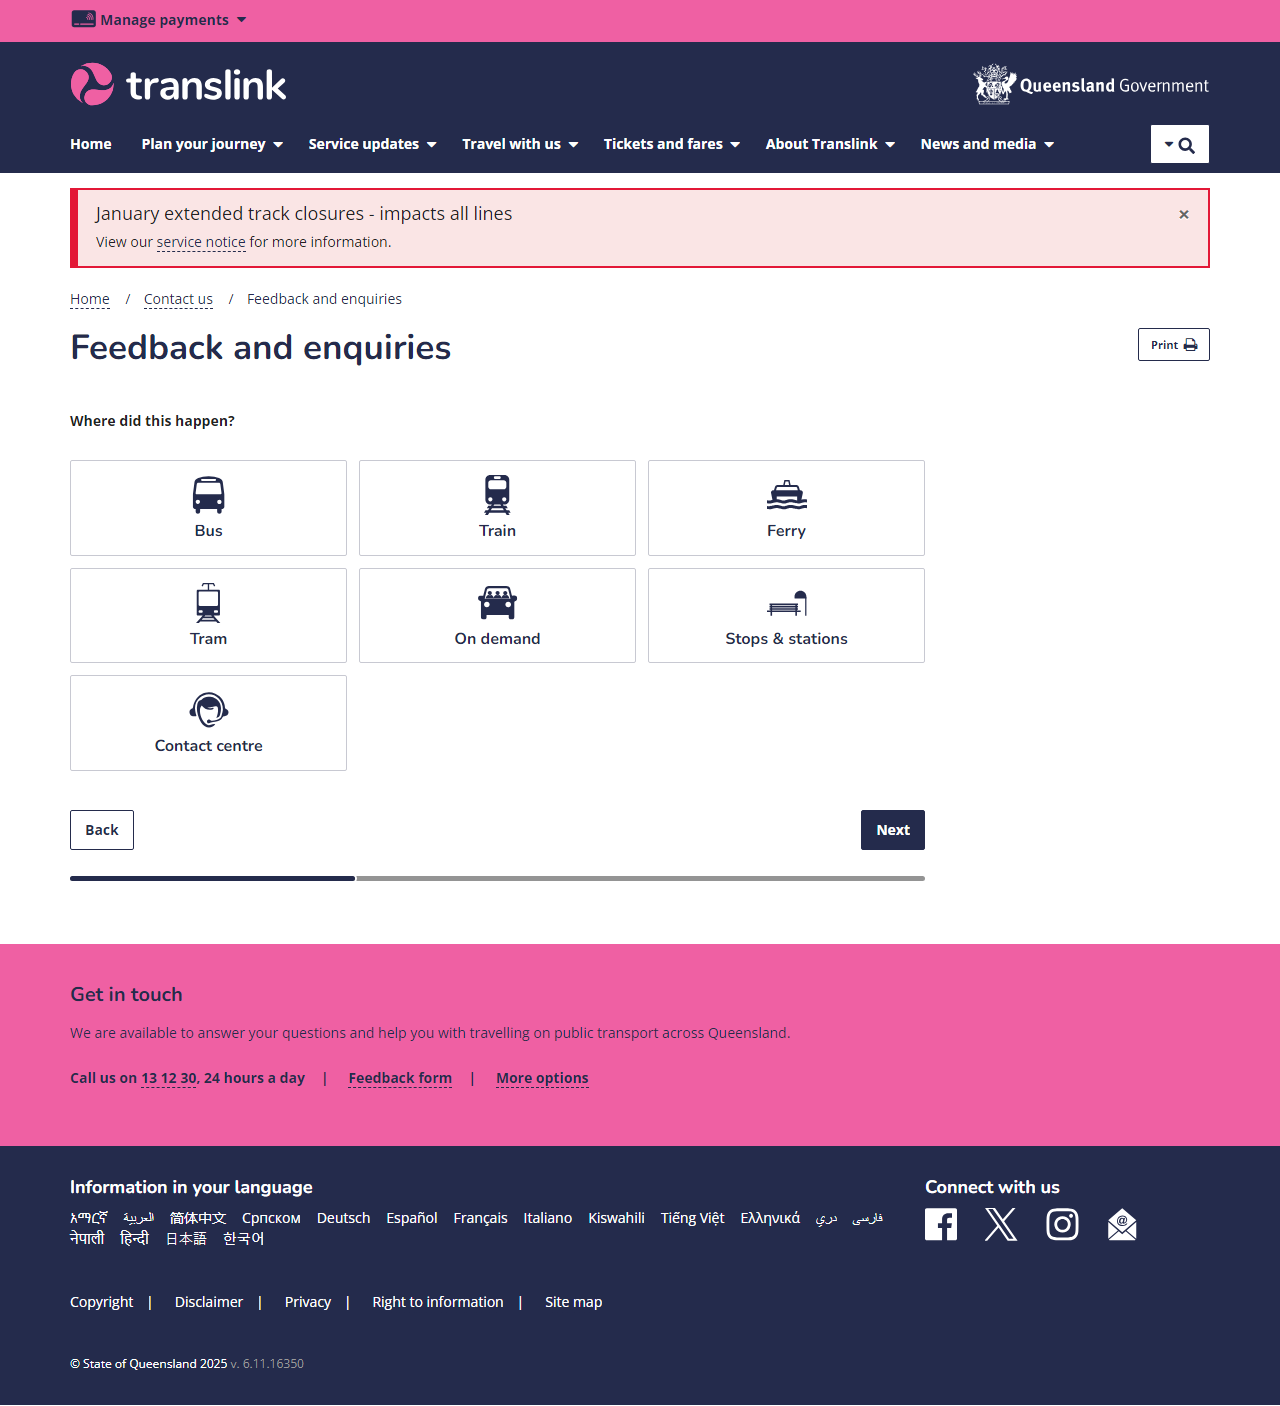 Manage payments
translink
Queensland Government
Home Plan your journey Service updates Travel with us Tickets and fares About Translink News and media
January extended track closures - impacts all lines ×
View our service notice for more information.
Home / Contact us / Feedback and enquiries
Feedback and enquiries
Print
Where did this happen?
Bus Train Ferry
Tram On demand Stops & stations
Contact centre
Back Next
Get in touch
We are available to answer your questions and help you with travelling on public transport across Queensland.
Call us on 13 12 30, 24 hours a day | Feedback form | More options
Information in your language Connect with us
አማርኛ العربية 简体中文 Српском Deutsch Español Français Italiano Kiswahili Tiếng Việt Ελληνικά دري فارسی
नेपाली हिन्दी 日本語 한국어
Copyright | Disclaimer | Privacy | Right to information | Site map
© State of Queensland 2025 v. 6.11.16350